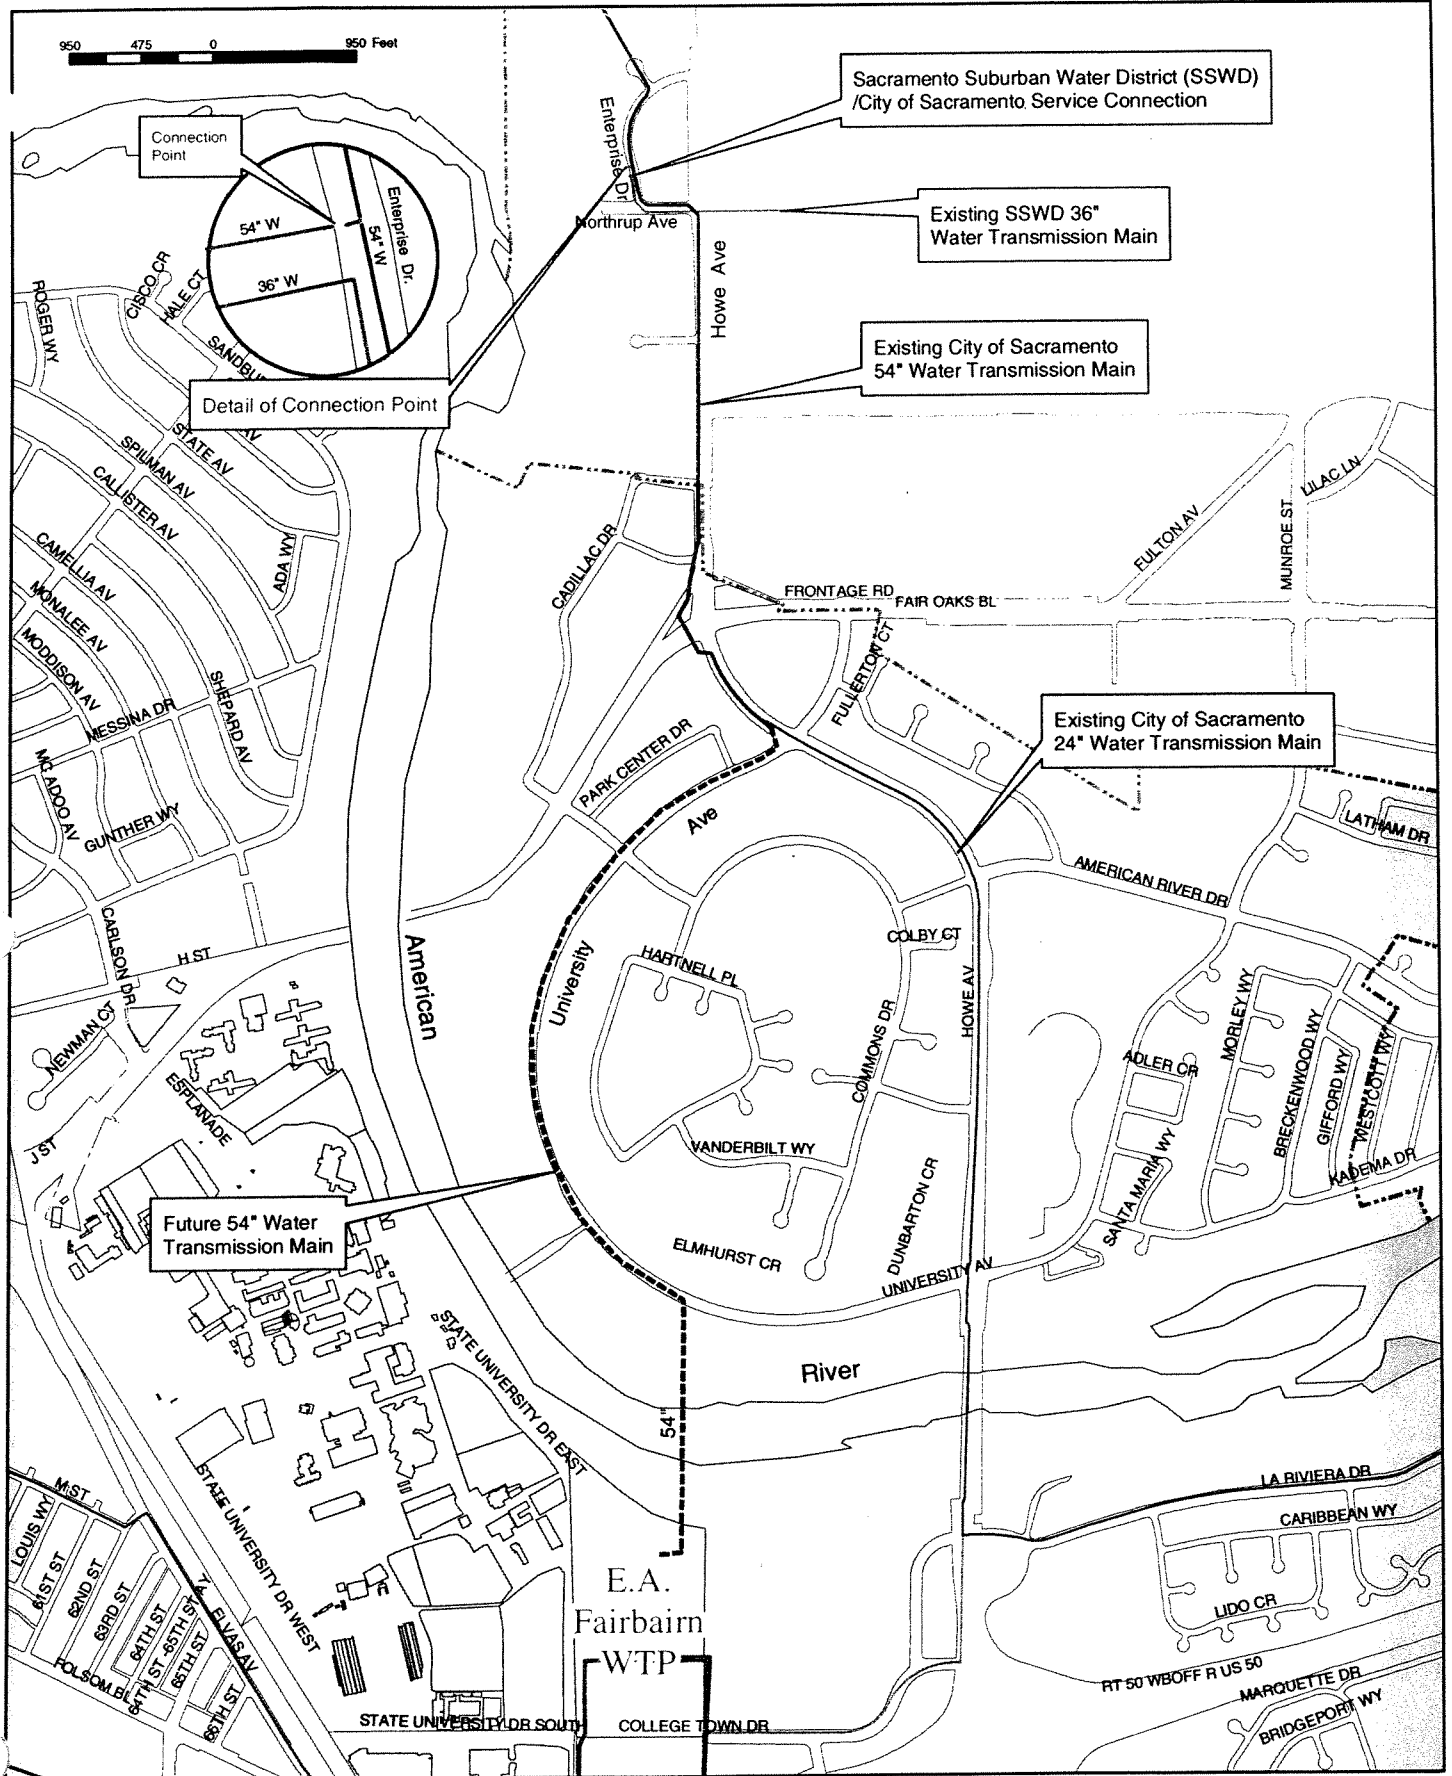 950 475 0 950 Feet
Sacramento Suburban Water District (SSWD)
/City of Sacramento Service Connection
Connection
Point
Enterprise Dr
Enterprise Dr.
54" W
54" W
36" W
Northrup Ave
Existing SSWD 36"
Water Transmission Main
Howe Ave
Existing City of Sacramento
54" Water Transmission Main
Detail of Connection Point
ROGER WY
CISCO CR
HALE CT
AV
STATE AV
SPILMAN AV
CALLISTER AV
CAMELLIA AV
MONALEE AV
MODDISON AV
ADA WY
MESSINA DR
SHEPARD AV
MC ADOO AV
GUNTHER WY
CADILLAC DR
FRONTAGE RD
FAIR OAKS BL
FULTON AV
MUNROE ST
LILAC LN
FULLERTON CT
Existing City of Sacramento
24" Water Transmission Main
PARK CENTER DR
Ave
University
LATHAM DR
AMERICAN RIVER DR
CARLSON DR
H ST
American
NEWMAN CT
ESPLANADE
J ST
HARTNELL PL
COLBY CT
HOWE AV
COMMONS DR
VANDERBILT WY
ELMHURST CR
DUNBARTON CR
UNIVERSITY AV
ADLER CR
SANTA MARIA WY
MORLEY WY
BRECKENWOOD WY
GIFFORD WY
WESTCOTT WY
KADEMA DR
Future 54" Water
Transmission Main
STATE UNIVERSITY DR EAST
River
54"
LA RIVIERA DR
CARIBBEAN WY
LIDO CR
M ST
LOUIS WY
61ST ST
62ND ST
63RD ST
64TH ST
64TH ST -65TH ST
65TH ST
66TH ST
ELVAS AV
FOLSOM BL
STATE UNIVERSITY DR WEST
E.A.
Fairbairn
WTP
STATE UNIVERSITY DR SOUTH
COLLEGE TOWN DR
RT 50 WBOFF R US 50
MARQUETTE DR
BRIDGEPORT WY